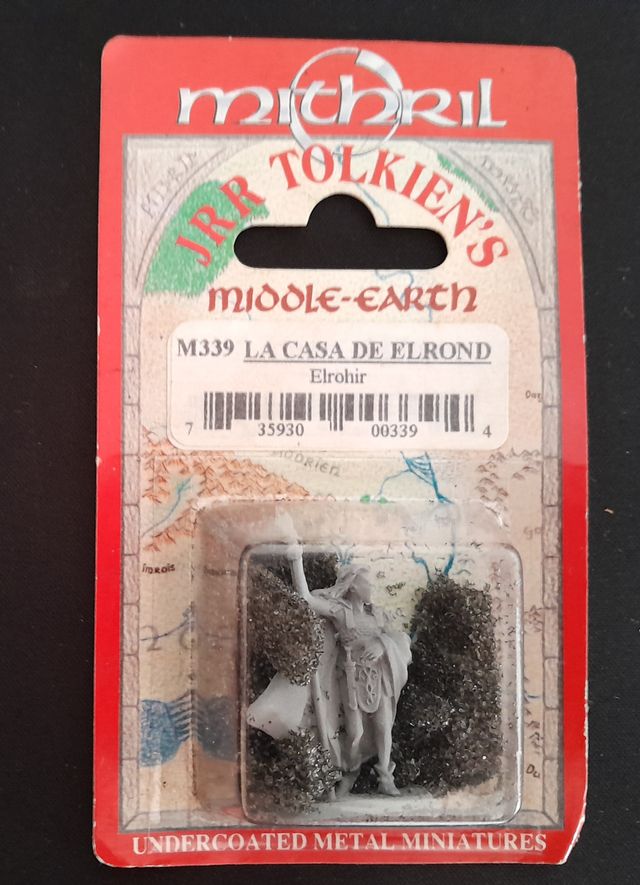 MITHRIL
JRR TOLKIEN'S
MIDDLE-EARTH
M339 LA CASA DE ELROND
Elrohir
7 35930 00339 4
UNDERCOATED METAL MINIATURES